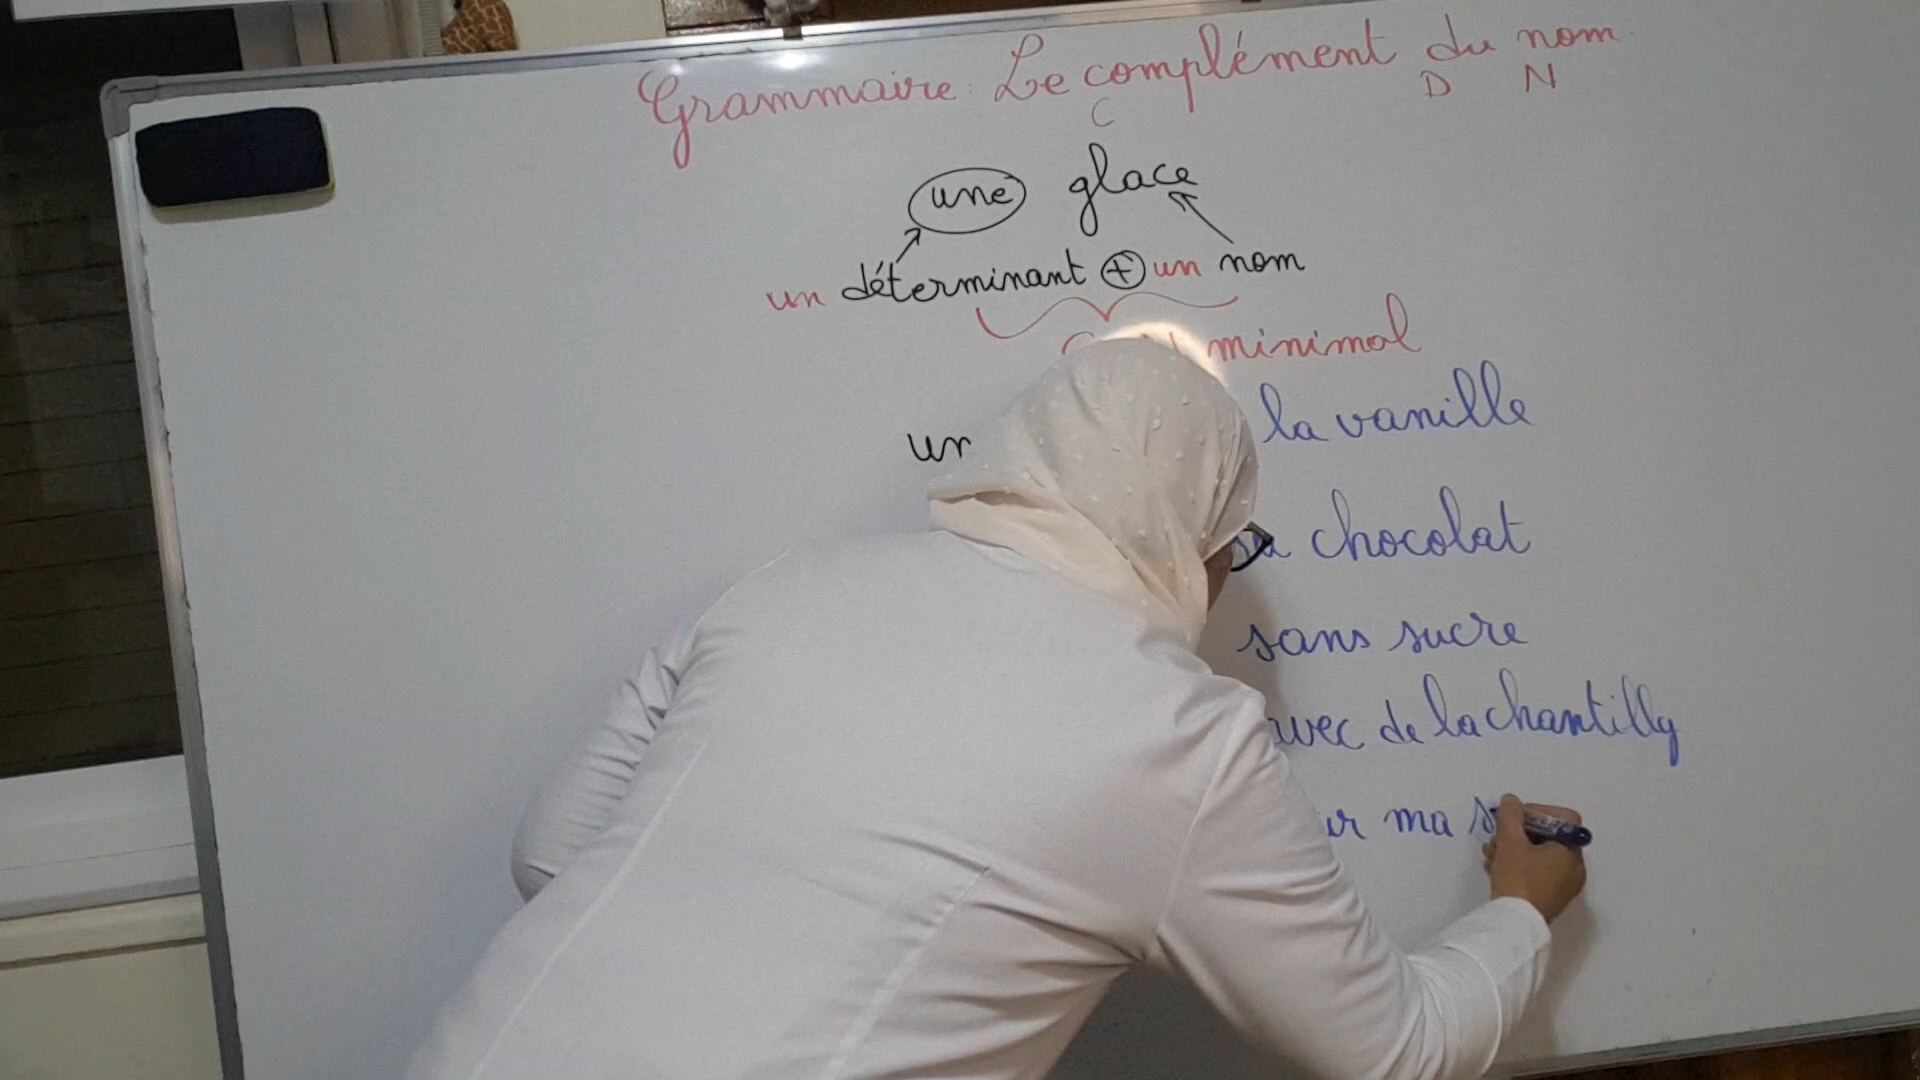 Grammaire: Le complément du nom.
C D N
une glace
un déterminant + un nom
minimal
la vanille
chocolat
sans sucre
avec de la chantilly
ma